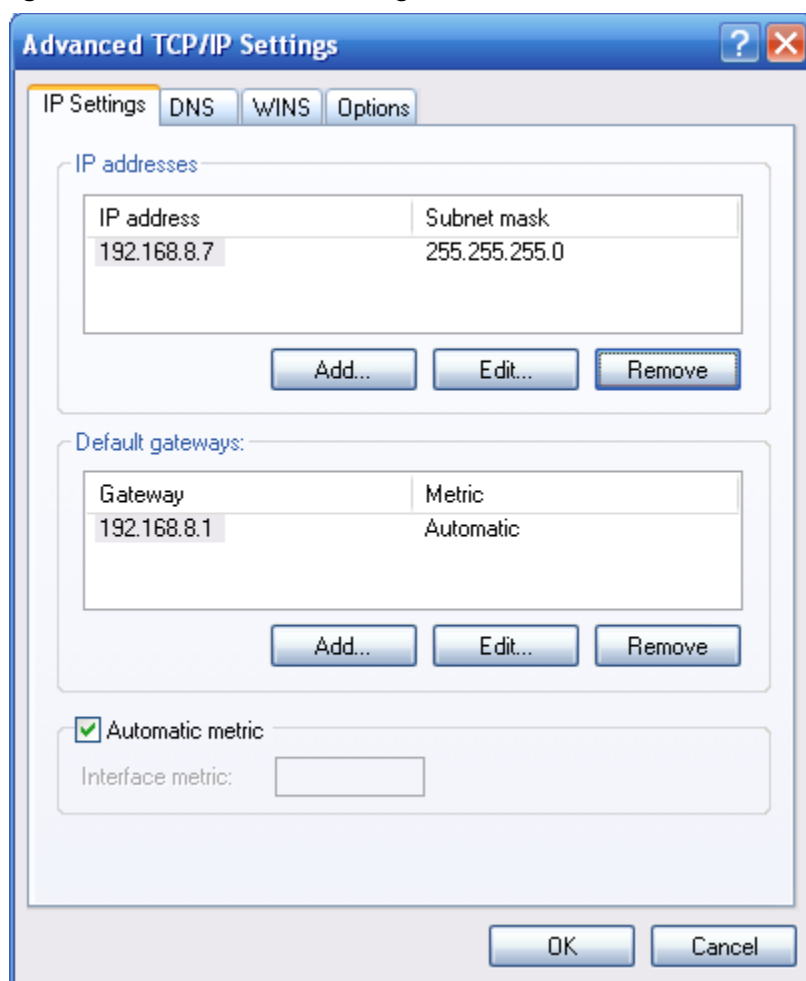 Advanced TCP/IP Settings
IP Settings DNS WINS Options
IP addresses
IP address Subnet mask
192.168.8.7 255.255.255.0
Add... Edit... Remove
Default gateways:
Gateway Metric
192.168.8.1 Automatic
Add... Edit... Remove
Automatic metric
Interface metric:
OK Cancel